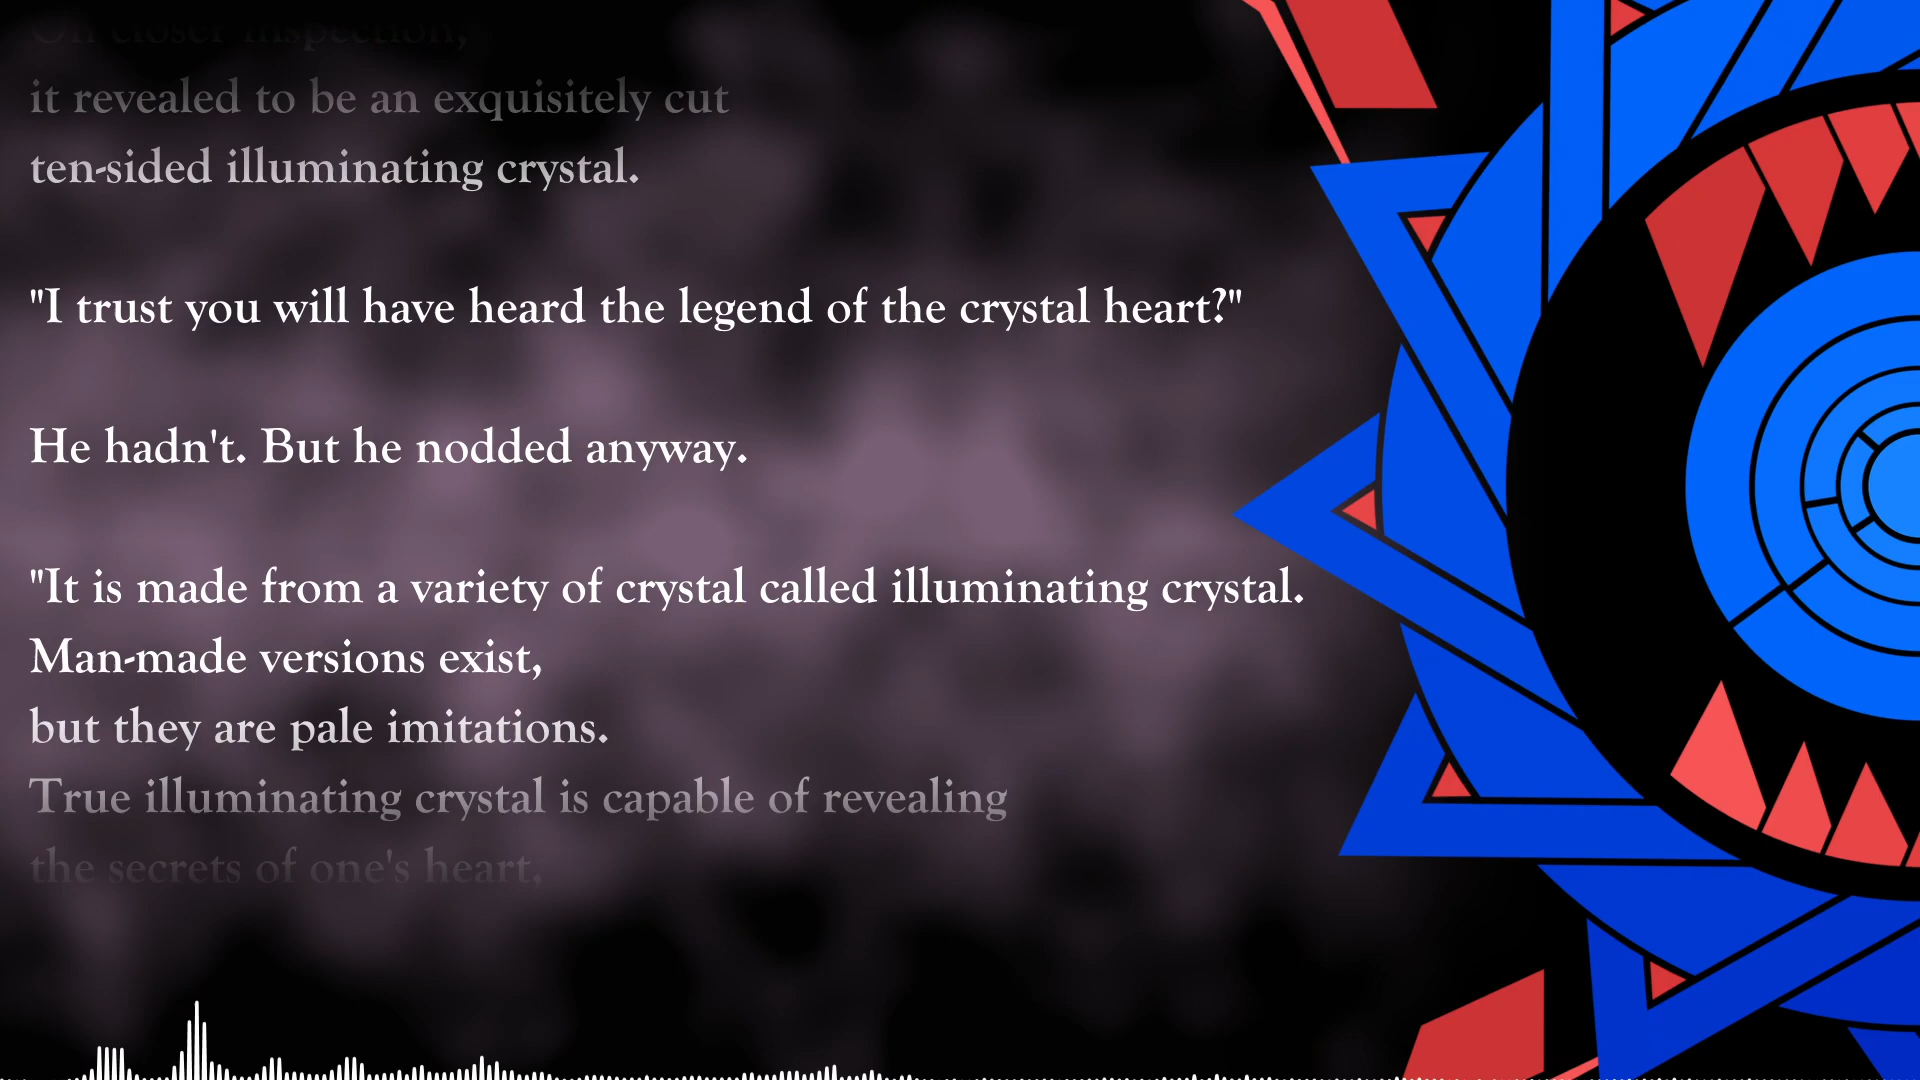 On closer inspection,
it revealed to be an exquisitely cut
ten-sided illuminating crystal.
"I trust you will have heard the legend of the crystal heart?"
He hadn't. But he nodded anyway.
"It is made from a variety of crystal called illuminating crystal.
Man-made versions exist,
but they are pale imitations.
True illuminating crystal is capable of revealing
the secrets of one's heart,